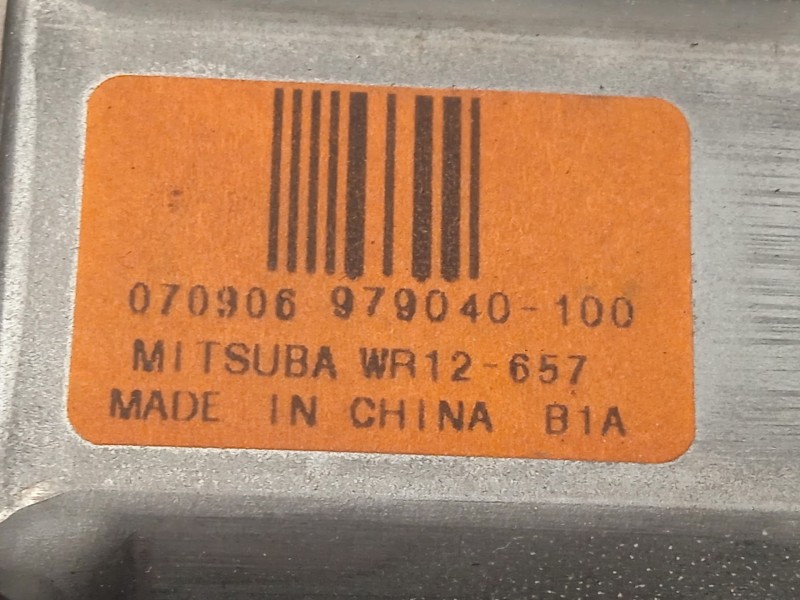 070906 979040-100
MITSUBA WR12-657
MADE IN CHINA B1A